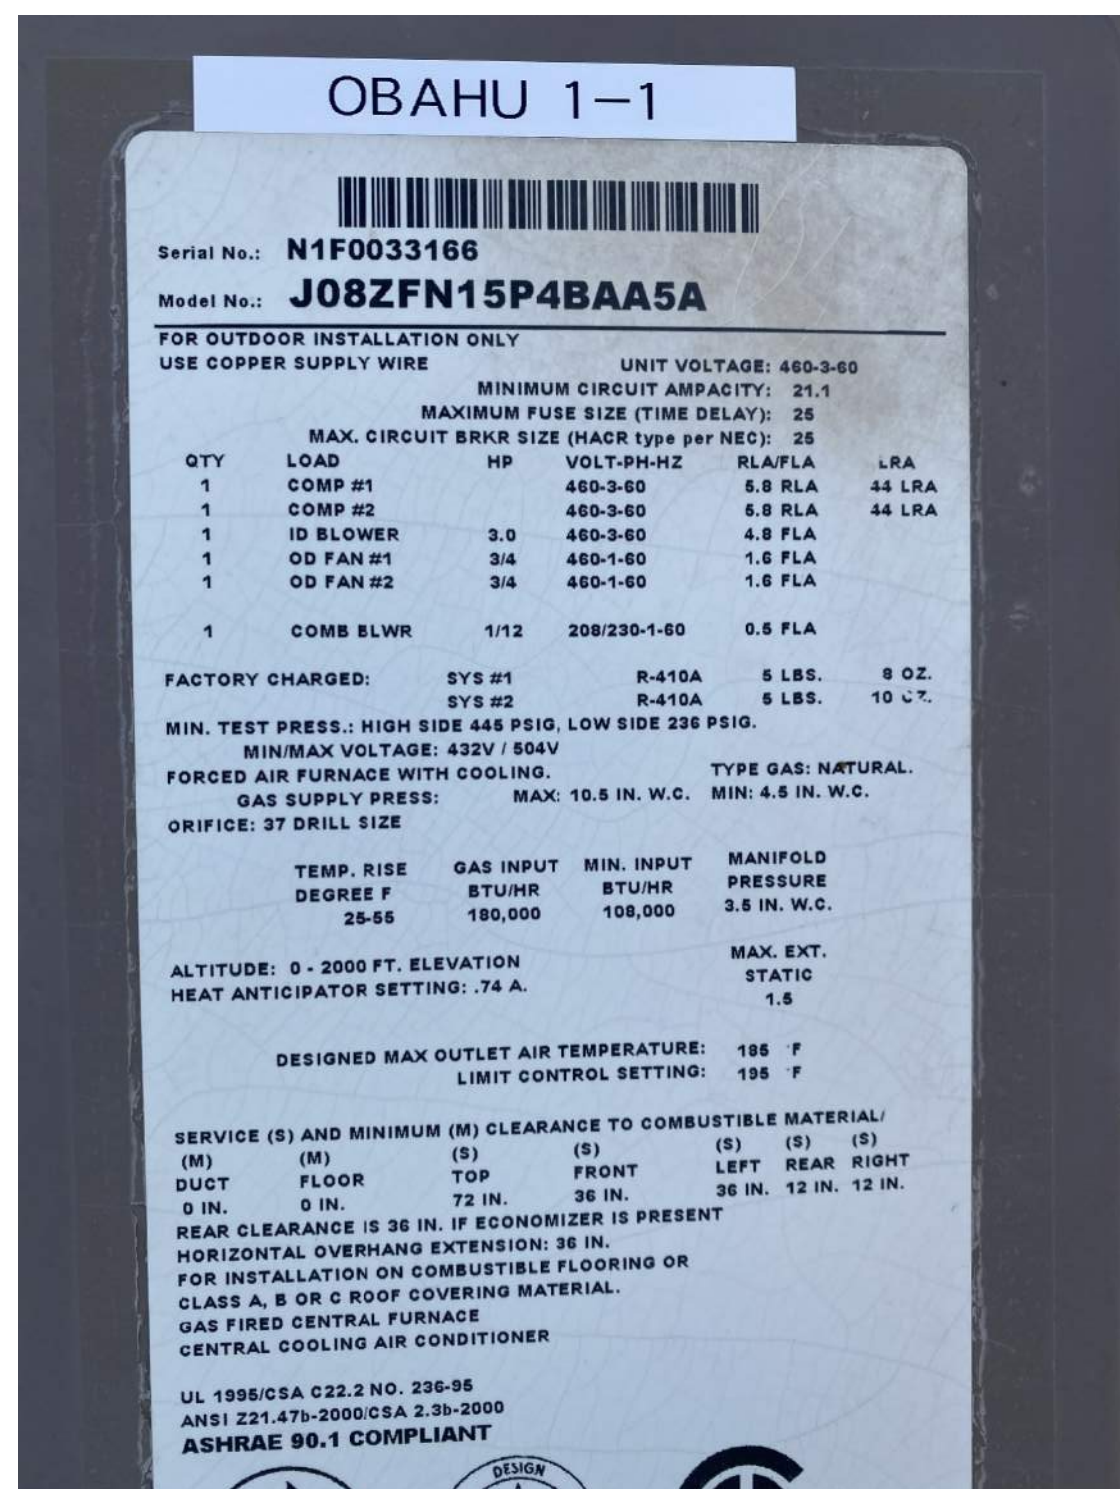 OBAHU 1-1
Serial No.: N1F0033166
Model No.: J08ZFN15P4BAA5A
FOR OUTDOOR INSTALLATION ONLY
USE COPPER SUPPLY WIRE UNIT VOLTAGE: 460-3-60
MINIMUM CIRCUIT AMPACITY: 21.1
MAXIMUM FUSE SIZE (TIME DELAY): 25
MAX. CIRCUIT BRKR SIZE (HACR type per NEC): 25
QTY LOAD HP VOLT-PH-HZ RLA/FLA LRA
1 COMP #1 460-3-60 5.8 RLA 44 LRA
1 COMP #2 460-3-60 5.8 RLA 44 LRA
1 ID BLOWER 3.0 460-3-60 4.8 FLA
1 OD FAN #1 3/4 460-1-60 1.6 FLA
1 OD FAN #2 3/4 460-1-60 1.6 FLA
1 COMB BLWR 1/12 208/230-1-60 0.5 FLA
FACTORY CHARGED: SYS #1 R-410A 5 LBS. 8 OZ.
SYS #2 R-410A 5 LBS. 10 OZ.
MIN. TEST PRESS.: HIGH SIDE 445 PSIG, LOW SIDE 236 PSIG.
MIN/MAX VOLTAGE: 432V / 504V
FORCED AIR FURNACE WITH COOLING. TYPE GAS: NATURAL.
GAS SUPPLY PRESS: MAX: 10.5 IN. W.C. MIN: 4.5 IN. W.C.
ORIFICE: 37 DRILL SIZE
TEMP. RISE GAS INPUT MIN. INPUT MANIFOLD
DEGREE F BTU/HR BTU/HR PRESSURE
25-55 180,000 108,000 3.5 IN. W.C.
MAX. EXT.
ALTITUDE: 0 - 2000 FT. ELEVATION STATIC
HEAT ANTICIPATOR SETTING: .74 A. 1.5
DESIGNED MAX OUTLET AIR TEMPERATURE: 185 °F
LIMIT CONTROL SETTING: 195 °F
SERVICE (S) AND MINIMUM (M) CLEARANCE TO COMBUSTIBLE MATERIAL/
(M) (M) (S) (S) (S) (S) (S)
DUCT FLOOR TOP FRONT LEFT REAR RIGHT
0 IN. 0 IN. 72 IN. 36 IN. 36 IN. 12 IN. 12 IN.
REAR CLEARANCE IS 36 IN. IF ECONOMIZER IS PRESENT
HORIZONTAL OVERHANG EXTENSION: 36 IN.
FOR INSTALLATION ON COMBUSTIBLE FLOORING OR
CLASS A, B OR C ROOF COVERING MATERIAL.
GAS FIRED CENTRAL FURNACE
CENTRAL COOLING AIR CONDITIONER
UL 1995/CSA C22.2 NO. 236-95
ANSI Z21.47b-2000/CSA 2.3b-2000
ASHRAE 90.1 COMPLIANT
DESIGN